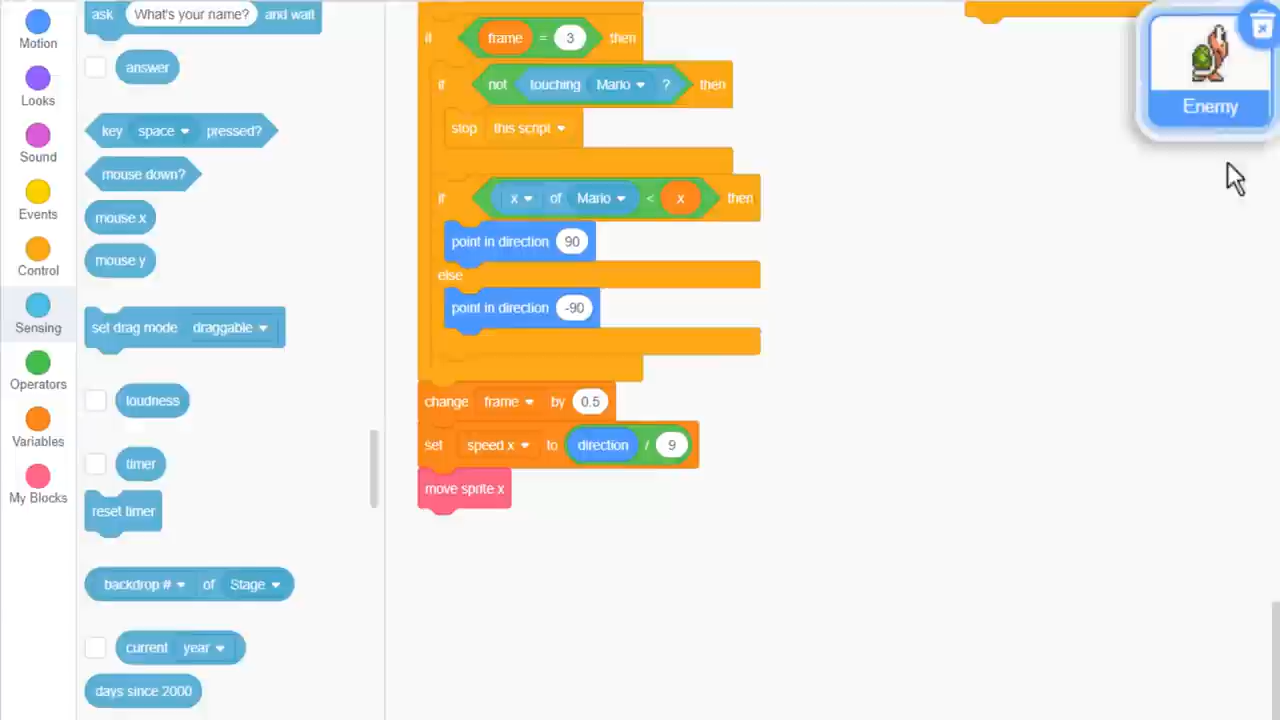 Motion
Looks
Sound
Events
Control
Sensing
Operators
Variables
My Blocks
ask What's your name? and wait
answer
key space pressed?
mouse down?
mouse x
mouse y
set drag mode draggable
loudness
timer
reset timer
backdrop # of Stage
current year
days since 2000
if frame = 3 then
if not touching Mario ? then
stop this script
if x of Mario < x then
point in direction 90
else
point in direction -90
change frame by 0.5
set speed x to direction / 9
move sprite x
Enemy